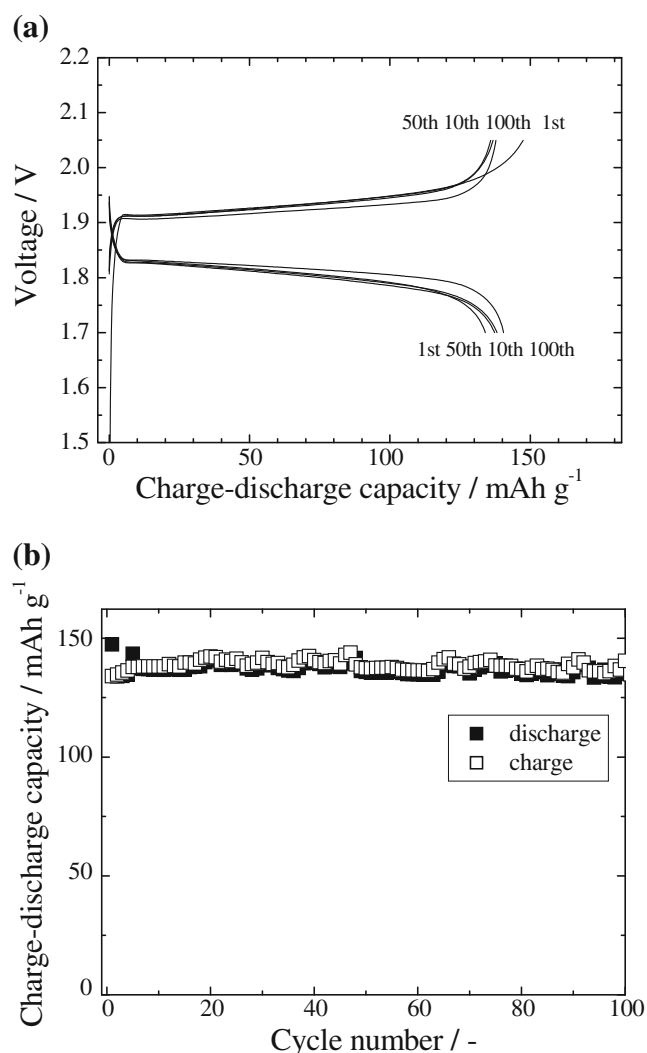 (a)
2.2
2.1
2.0
1.9
1.8
1.7
1.6
1.5
Voltage / V
50th 10th 100th 1st
1st 50th 10th 100th
0 50 100 150
Charge-discharge capacity / mAh g⁻¹
(b)
150
100
50
0
Charge-discharge capacity / mAh g⁻¹
discharge
charge
0 20 40 60 80 100
Cycle number / -